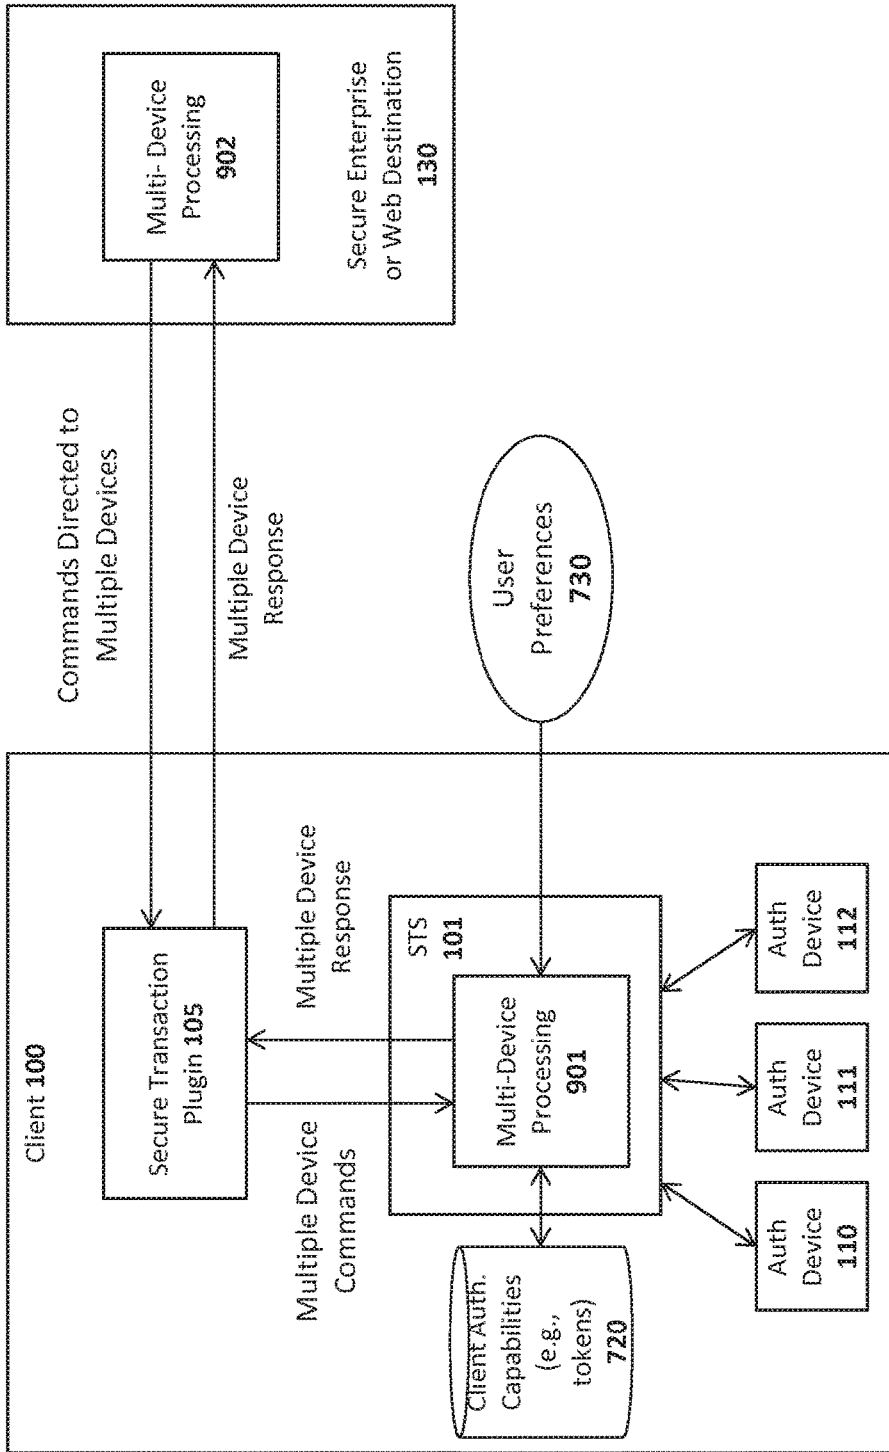 Client 100
Secure Transaction
Plugin 105
Commands Directed to
Multiple Devices
Multiple Device
Response
Multi- Device
Processing
902
Secure Enterprise
or Web Destination
130
Multiple Device
Commands
Multiple Device
Response
STS
101
Multi-Device
Processing
901
User
Preferences
730
Client Auth.
Capabilities
(e.g.,
tokens)
720
Auth
Device
110
Auth
Device
111
Auth
Device
112